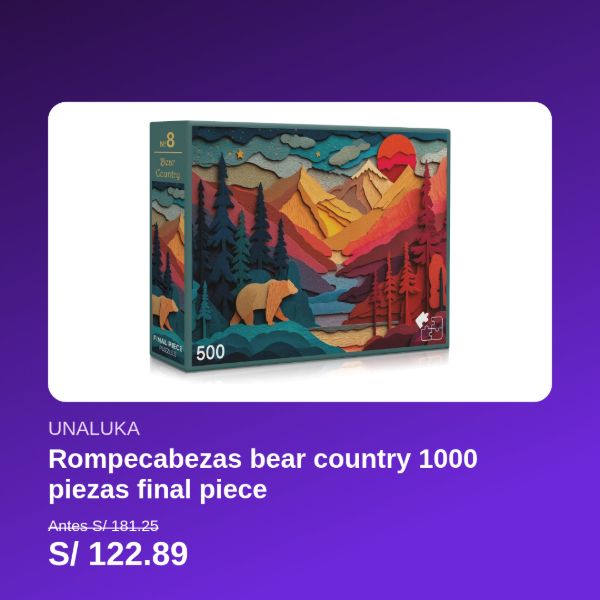 №8
Bear
Country
FINAL PIECE
PUZZLES
500
UNALUKA
Rompecabezas bear country 1000
piezas final piece
Antes S/ 181.25
S/ 122.89